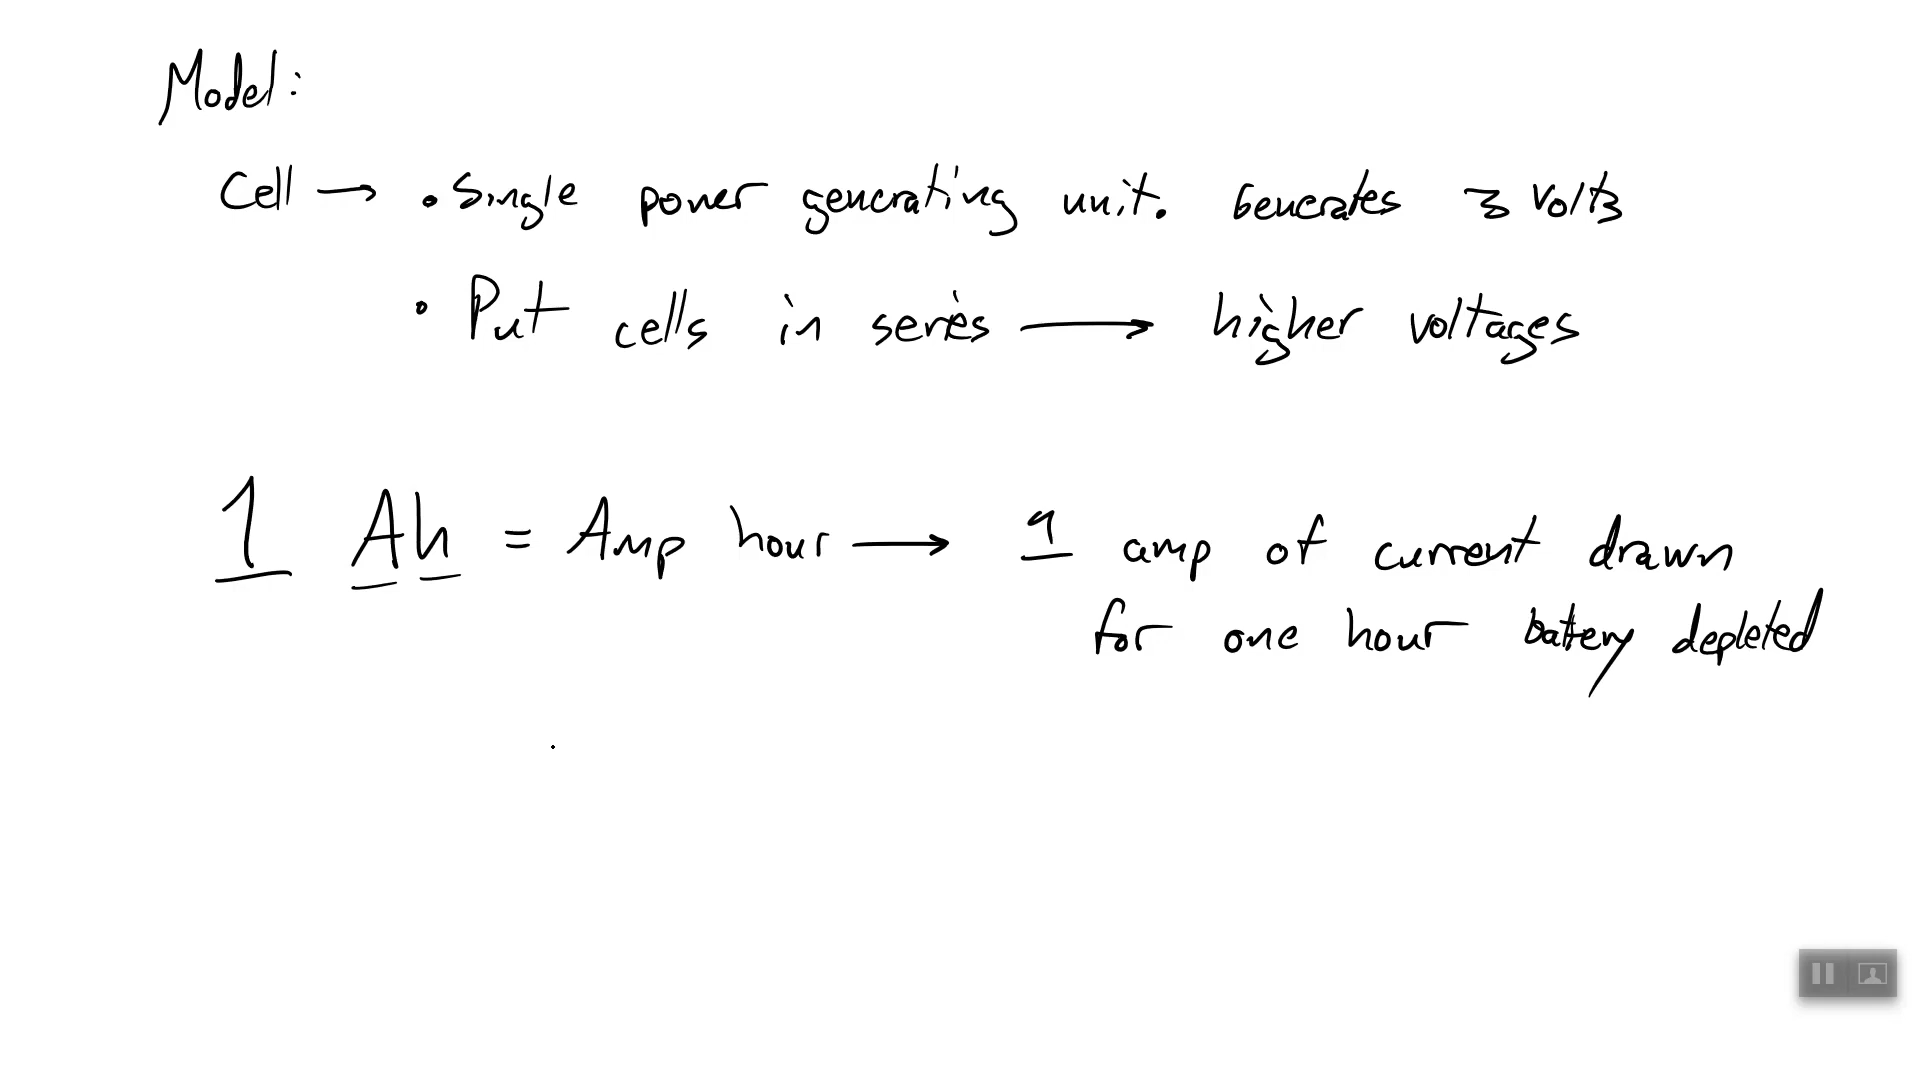 Model:
Cell → • Single power generating unit. Generates 3 volts
• Put cells in series → higher voltages
1 Ah = Amp hour → 1 amp of current drawn
for one hour battery depleted